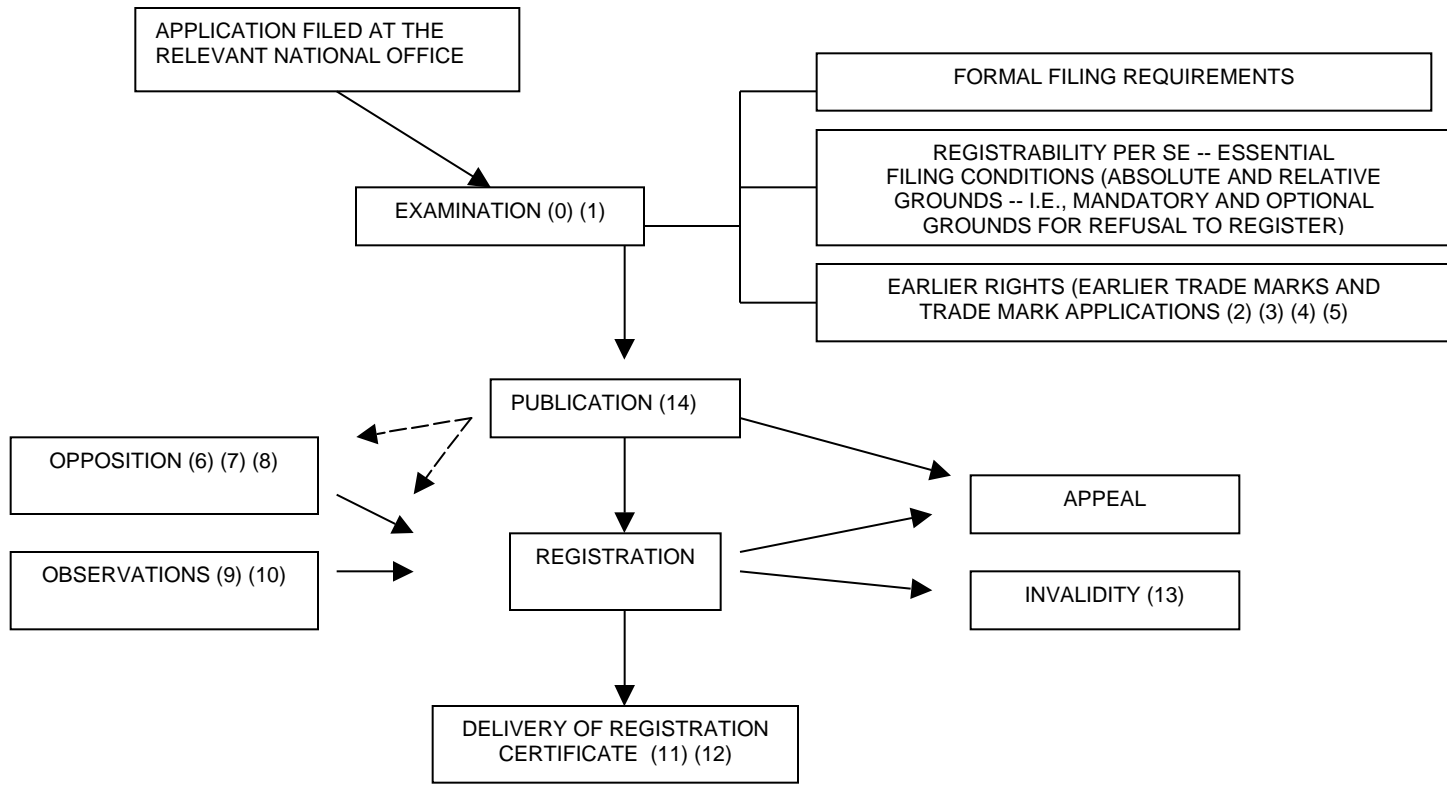 APPLICATION FILED AT THE
RELEVANT NATIONAL OFFICE
FORMAL FILING REQUIREMENTS
REGISTRABILITY PER SE -- ESSENTIAL
FILING CONDITIONS (ABSOLUTE AND RELATIVE
GROUNDS -- I.E., MANDATORY AND OPTIONAL
GROUNDS FOR REFUSAL TO REGISTER)
EXAMINATION (0) (1)
EARLIER RIGHTS (EARLIER TRADE MARKS AND
TRADE MARK APPLICATIONS (2) (3) (4) (5)
PUBLICATION (14)
OPPOSITION (6) (7) (8)
APPEAL
REGISTRATION
OBSERVATIONS (9) (10)
INVALIDITY (13)
DELIVERY OF REGISTRATION
CERTIFICATE (11) (12)